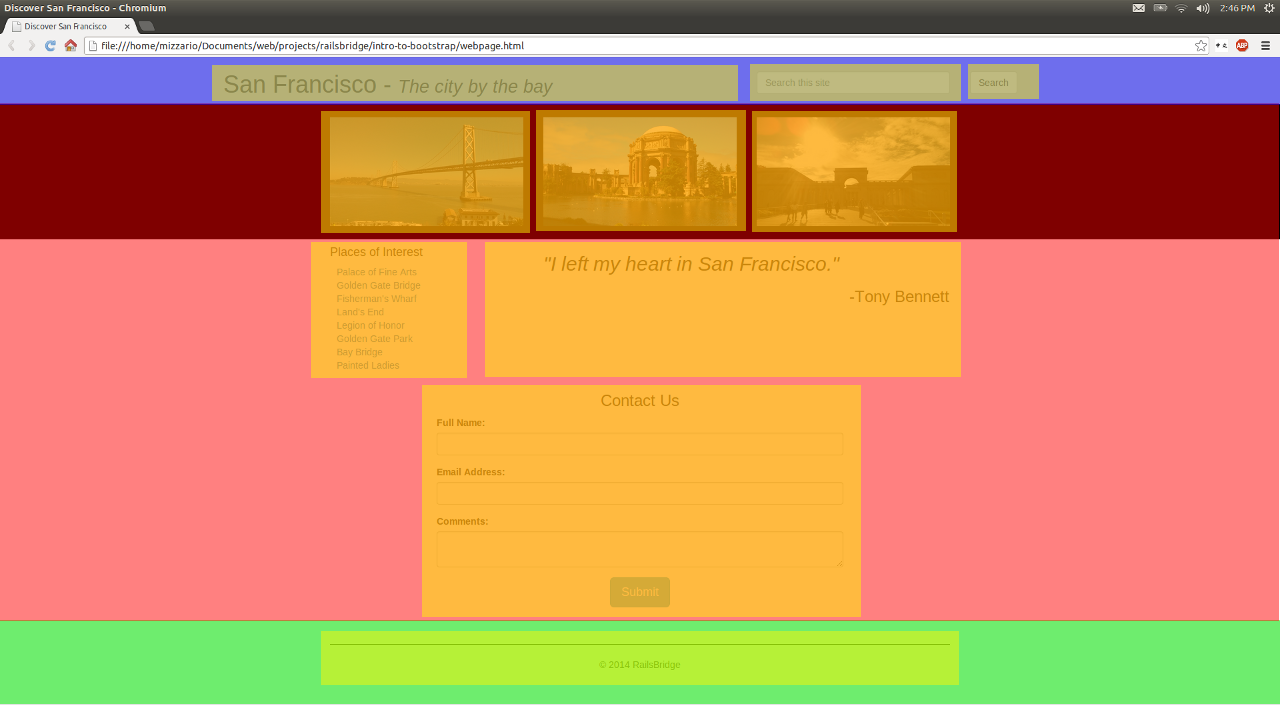 Discover San Francisco - Chromium
2:46 PM
Discover San Francisco
file:///home/mizzario/Documents/web/projects/railsbridge/intro-to-bootstrap/webpage.html
ABP
San Francisco - The city by the bay
Search this site
Search
Places of Interest
Palace of Fine Arts
Golden Gate Bridge
Fisherman's Wharf
Land's End
Legion of Honor
Golden Gate Park
Bay Bridge
Painted Ladies
"I left my heart in San Francisco."
-Tony Bennett
Contact Us
Full Name:
Email Address:
Comments:
Submit
© 2014 RailsBridge